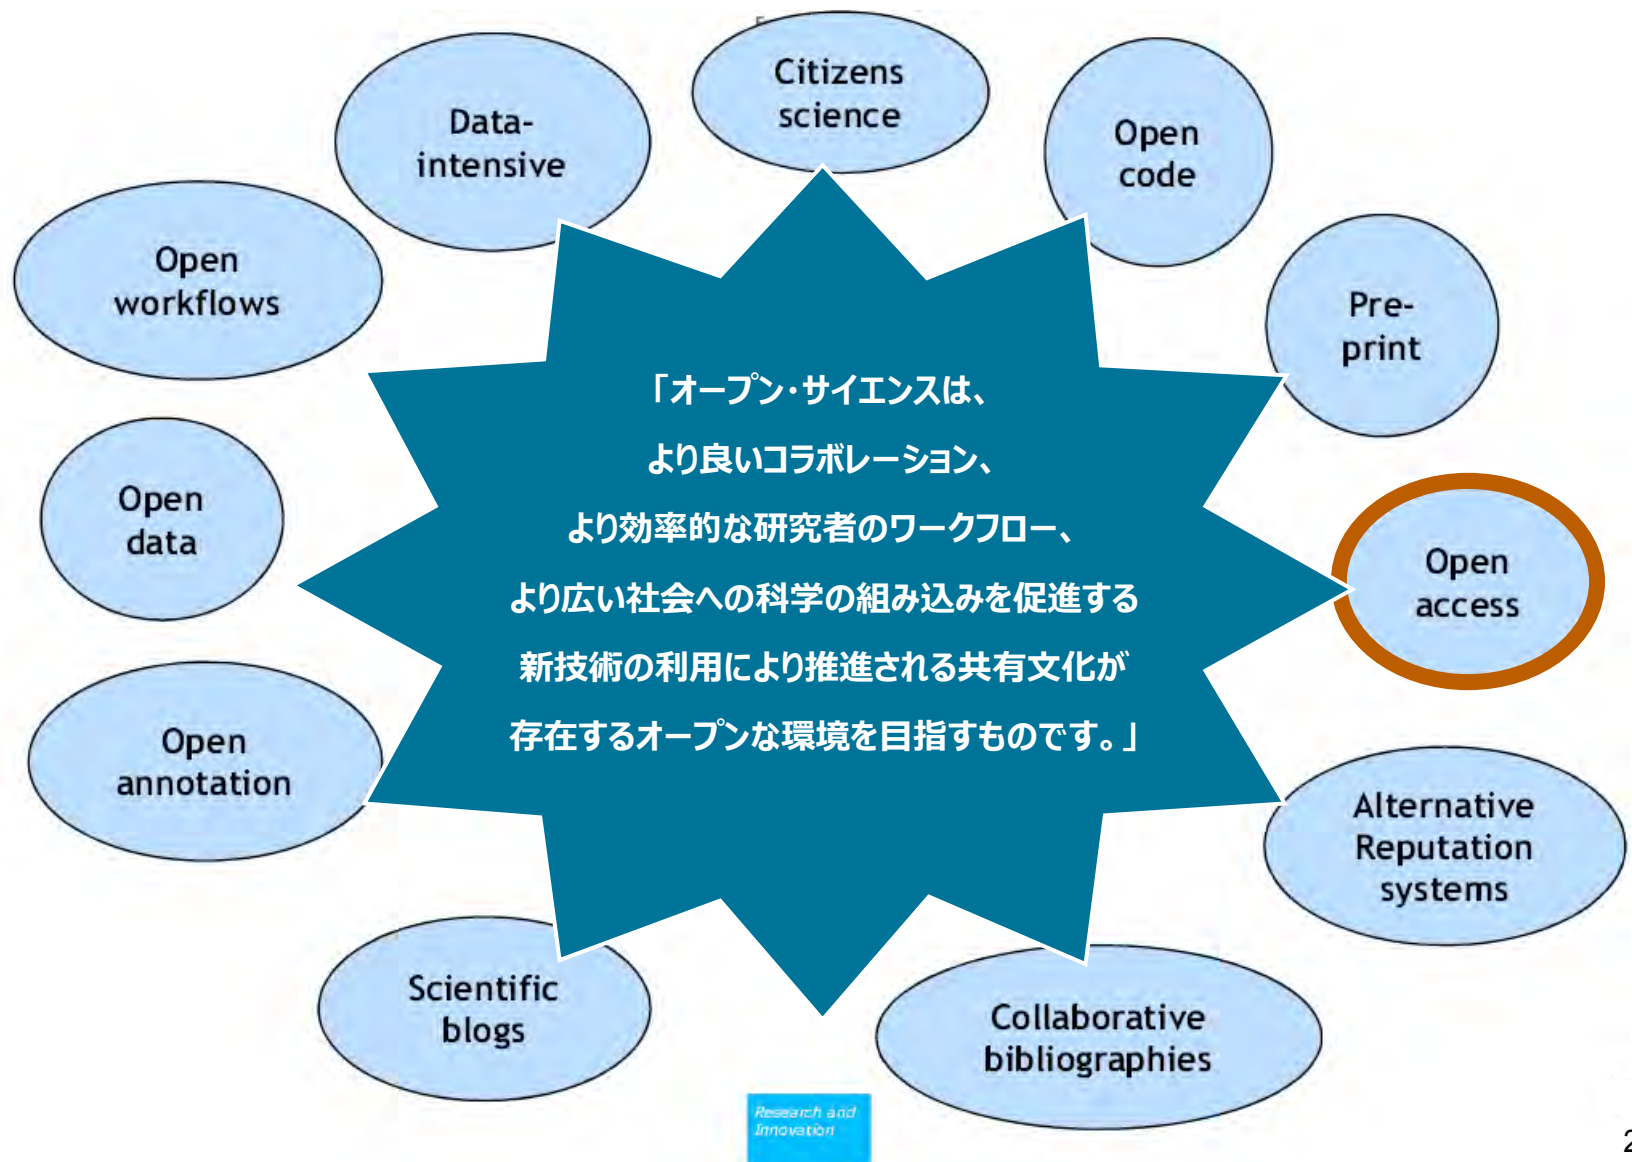 Citizens
science
Data-
intensive
Open
code
Open
workflows
Pre-
print
「オープン・サイエンスは、
より良いコラボレーション、
より効率的な研究者のワークフロー、
より広い社会への科学の組み込みを促進する
新技術の利用により推進される共有文化が
存在するオープンな環境を目指すものです。」
Open
data
Open
access
Open
annotation
Alternative
Reputation
systems
Scientific
blogs
Collaborative
bibliographies
Research and
Innovation
2